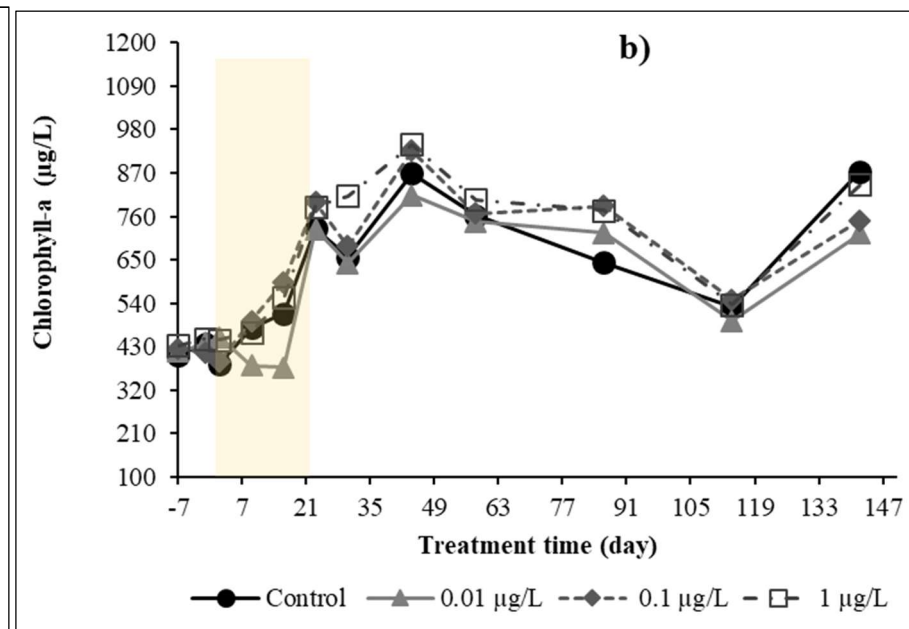 b)
1200
1090
980
870
760
650
540
430
320
210
100
Chlorophyll-a (µg/L)
-7 7 21 35 49 63 77 91 105 119 133 147
Treatment time (day)
Control 0.01 µg/L 0.1 µg/L 1 µg/L